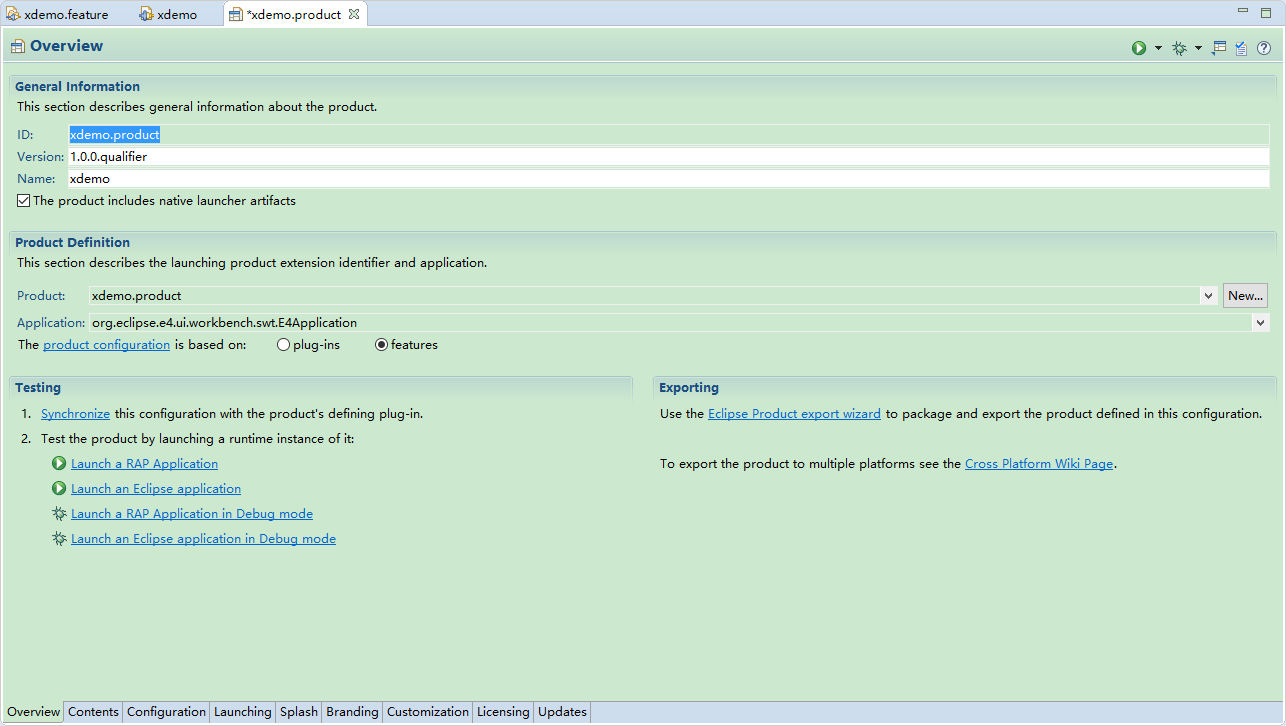 xdemo.feature xdemo *xdemo.product
Overview
General Information
This section describes general information about the product.
ID: xdemo.product
Version: 1.0.0.qualifier
Name: xdemo
The product includes native launcher artifacts
Product Definition
This section describes the launching product extension identifier and application.
Product: xdemo.product New...
Application: org.eclipse.e4.ui.workbench.swt.E4Application
The product configuration is based on: plug-ins features
Testing
1. Synchronize this configuration with the product's defining plug-in.
2. Test the product by launching a runtime instance of it:
Launch a RAP Application
Launch an Eclipse application
Launch a RAP Application in Debug mode
Launch an Eclipse application in Debug mode
Exporting
Use the Eclipse Product export wizard to package and export the product defined in this configuration.
To export the product to multiple platforms see the Cross Platform Wiki Page.
Overview Contents Configuration Launching Splash Branding Customization Licensing Updates